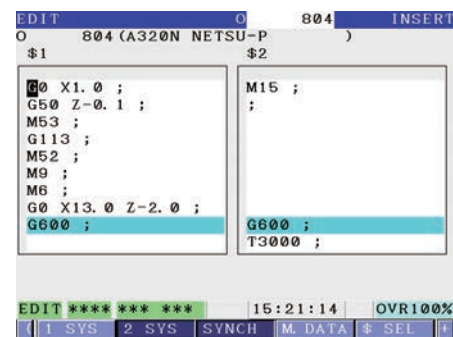 EDIT O 804 INSERT
O 804(A320N NETSU-P )
$1 $2
G0 X1.0 ;
G50 Z-0.1 ;
M53 ;
G113 ;
M52 ;
M9 ;
M6 ;
G0 X13.0 Z-2.0 ;
G600 ;
M15 ;
;
G600 ;
T3000 ;
EDIT **** *** *** 15:21:14 OVR100%
( 1 SYS 2 SYS SYNCH M.DATA $ SEL +